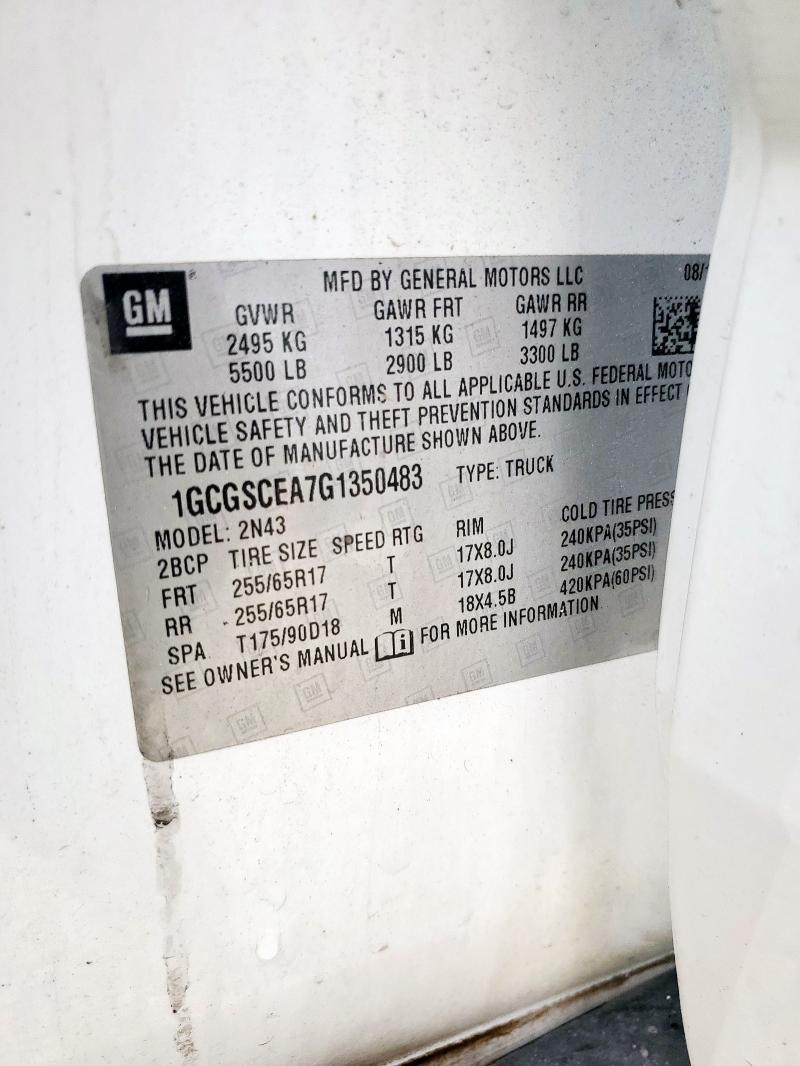 GM
MFD BY GENERAL MOTORS LLC 08/1
GVWR GAWR FRT GAWR RR
2495 KG 1315 KG 1497 KG
5500 LB 2900 LB 3300 LB
THIS VEHICLE CONFORMS TO ALL APPLICABLE U.S. FEDERAL MOTO
VEHICLE SAFETY AND THEFT PREVENTION STANDARDS IN EFFECT
THE DATE OF MANUFACTURE SHOWN ABOVE.
1GCGSCEA7G1350483 TYPE: TRUCK
MODEL: 2N43
2BCP TIRE SIZE SPEED RTG RIM COLD TIRE PRESS
FRT 255/65R17 T 17X8.0J 240KPA(35PSI)
RR 255/65R17 T 17X8.0J 240KPA(35PSI)
SPA T175/90D18 M 18X4.5B 420KPA(60PSI)
SEE OWNER'S MANUAL FOR MORE INFORMATION